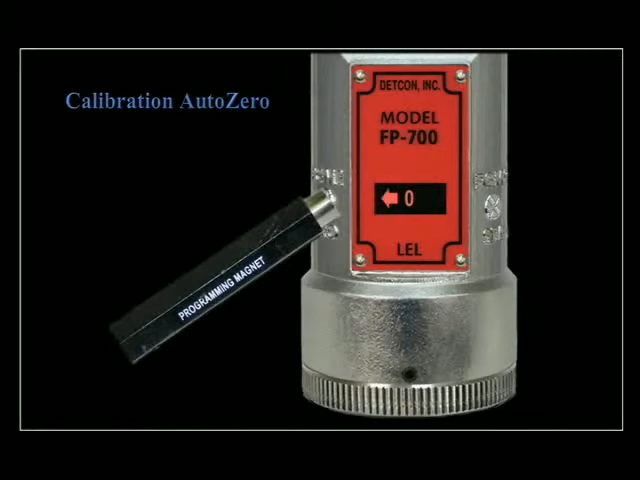 Calibration AutoZero
DETCON, INC.
MODEL
FP-700
0
LEL
PROGRAMMING MAGNET